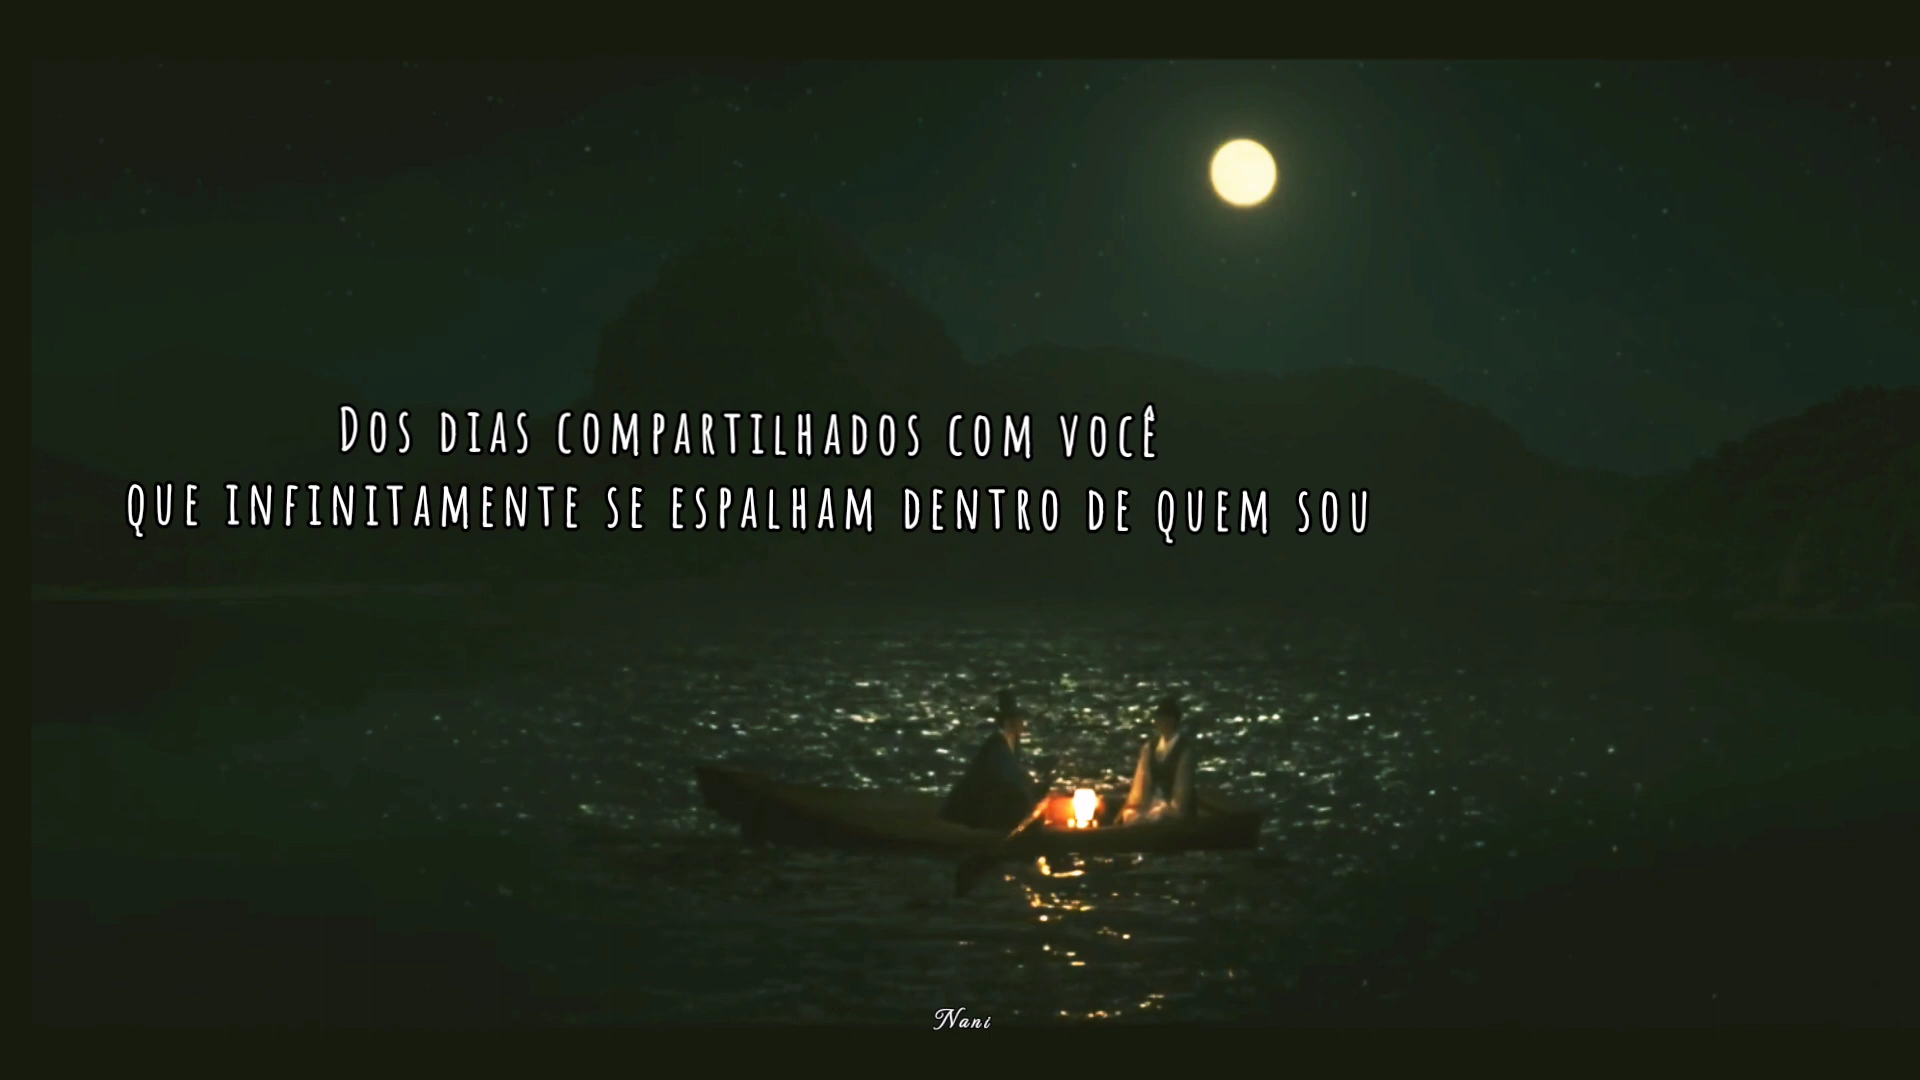 Dos dias compartilhados com você
que infinitamente se espalham dentro de quem sou
Nani